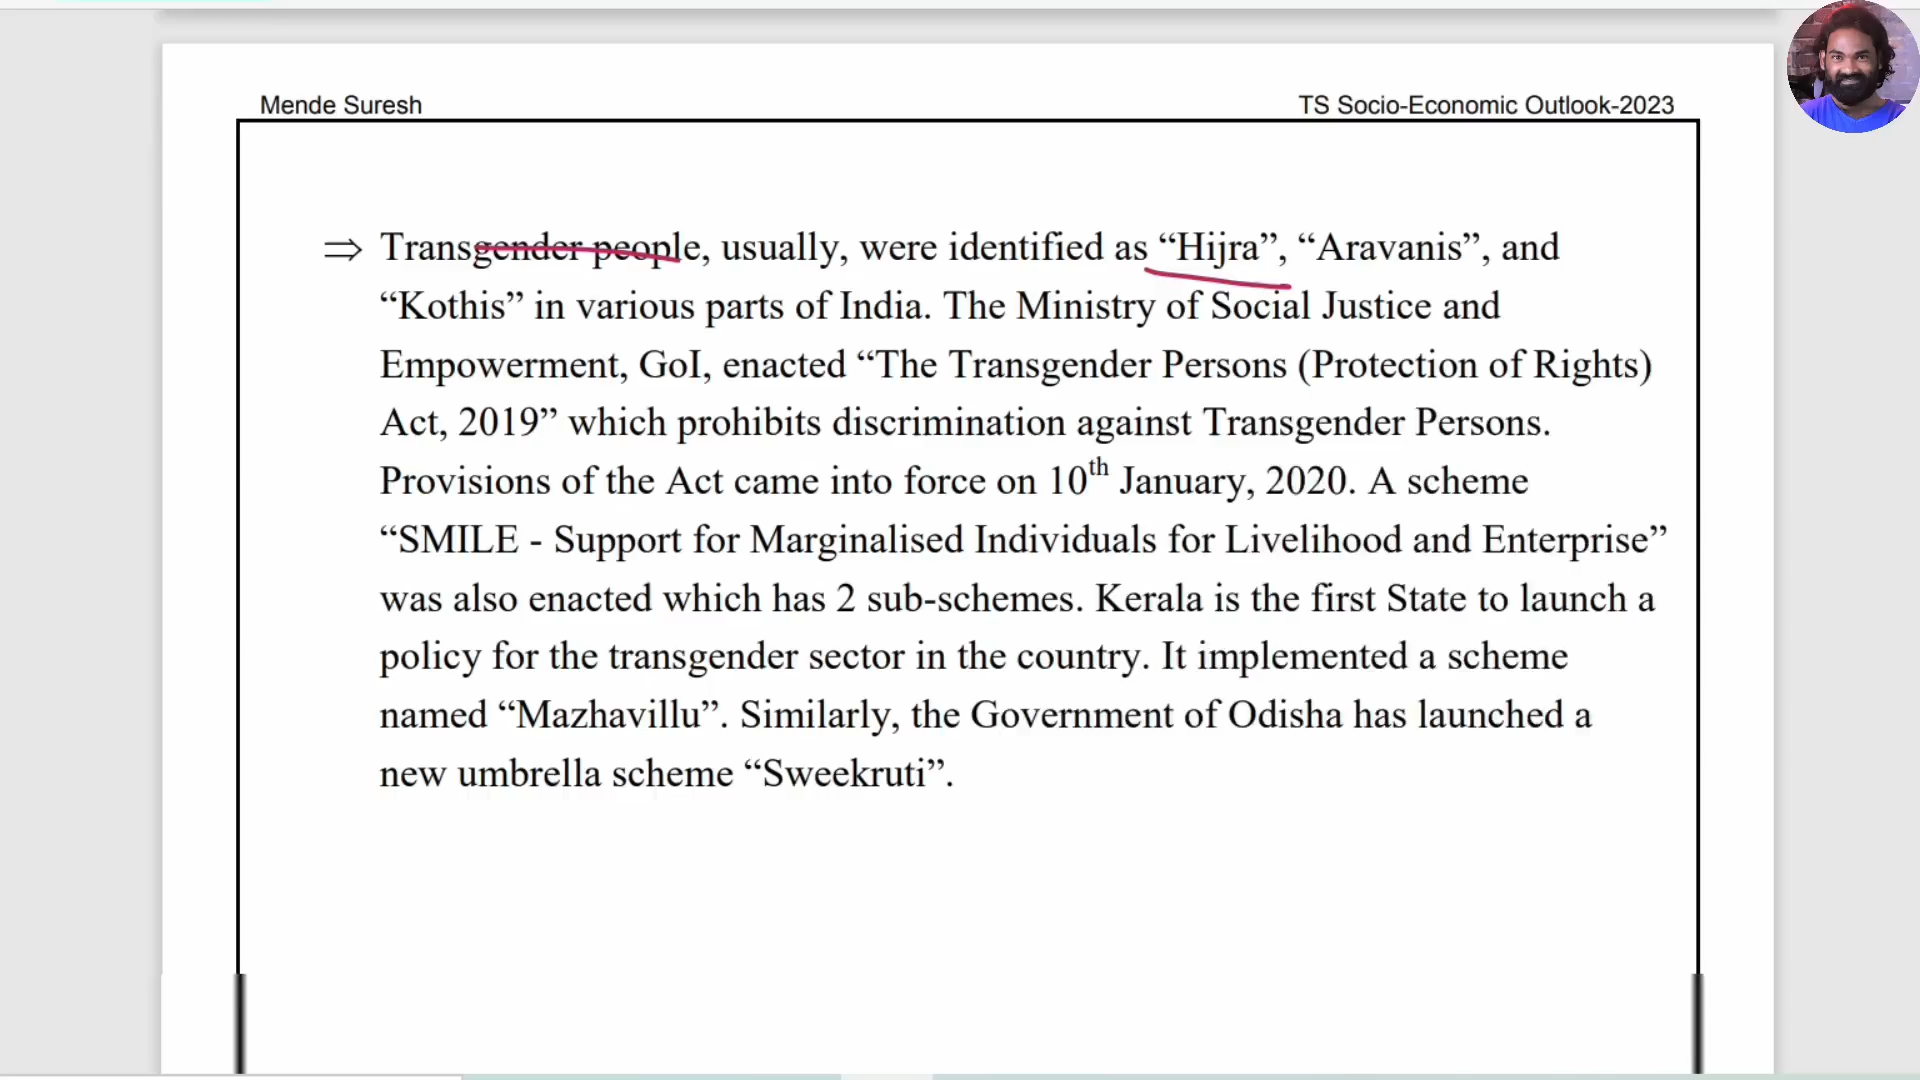 Mende Suresh
TS Socio-Economic Outlook-2023
⇒ Transgender people, usually, were identified as “Hijra”, “Aravanis”, and
“Kothis” in various parts of India. The Ministry of Social Justice and
Empowerment, GoI, enacted “The Transgender Persons (Protection of Rights)
Act, 2019” which prohibits discrimination against Transgender Persons.
Provisions of the Act came into force on 10th January, 2020. A scheme
“SMILE - Support for Marginalised Individuals for Livelihood and Enterprise”
was also enacted which has 2 sub-schemes. Kerala is the first State to launch a
policy for the transgender sector in the country. It implemented a scheme
named “Mazhavillu”. Similarly, the Government of Odisha has launched a
new umbrella scheme “Sweekruti”.